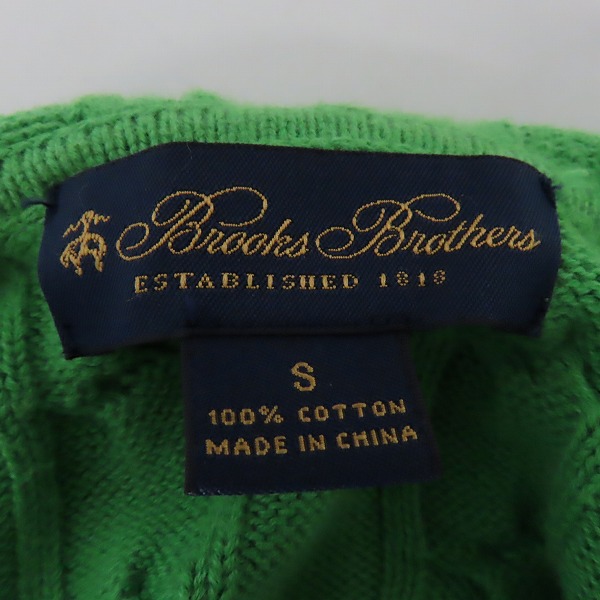 Brooks Brothers
ESTABLISHED 1818
S
100% COTTON
MADE IN CHINA